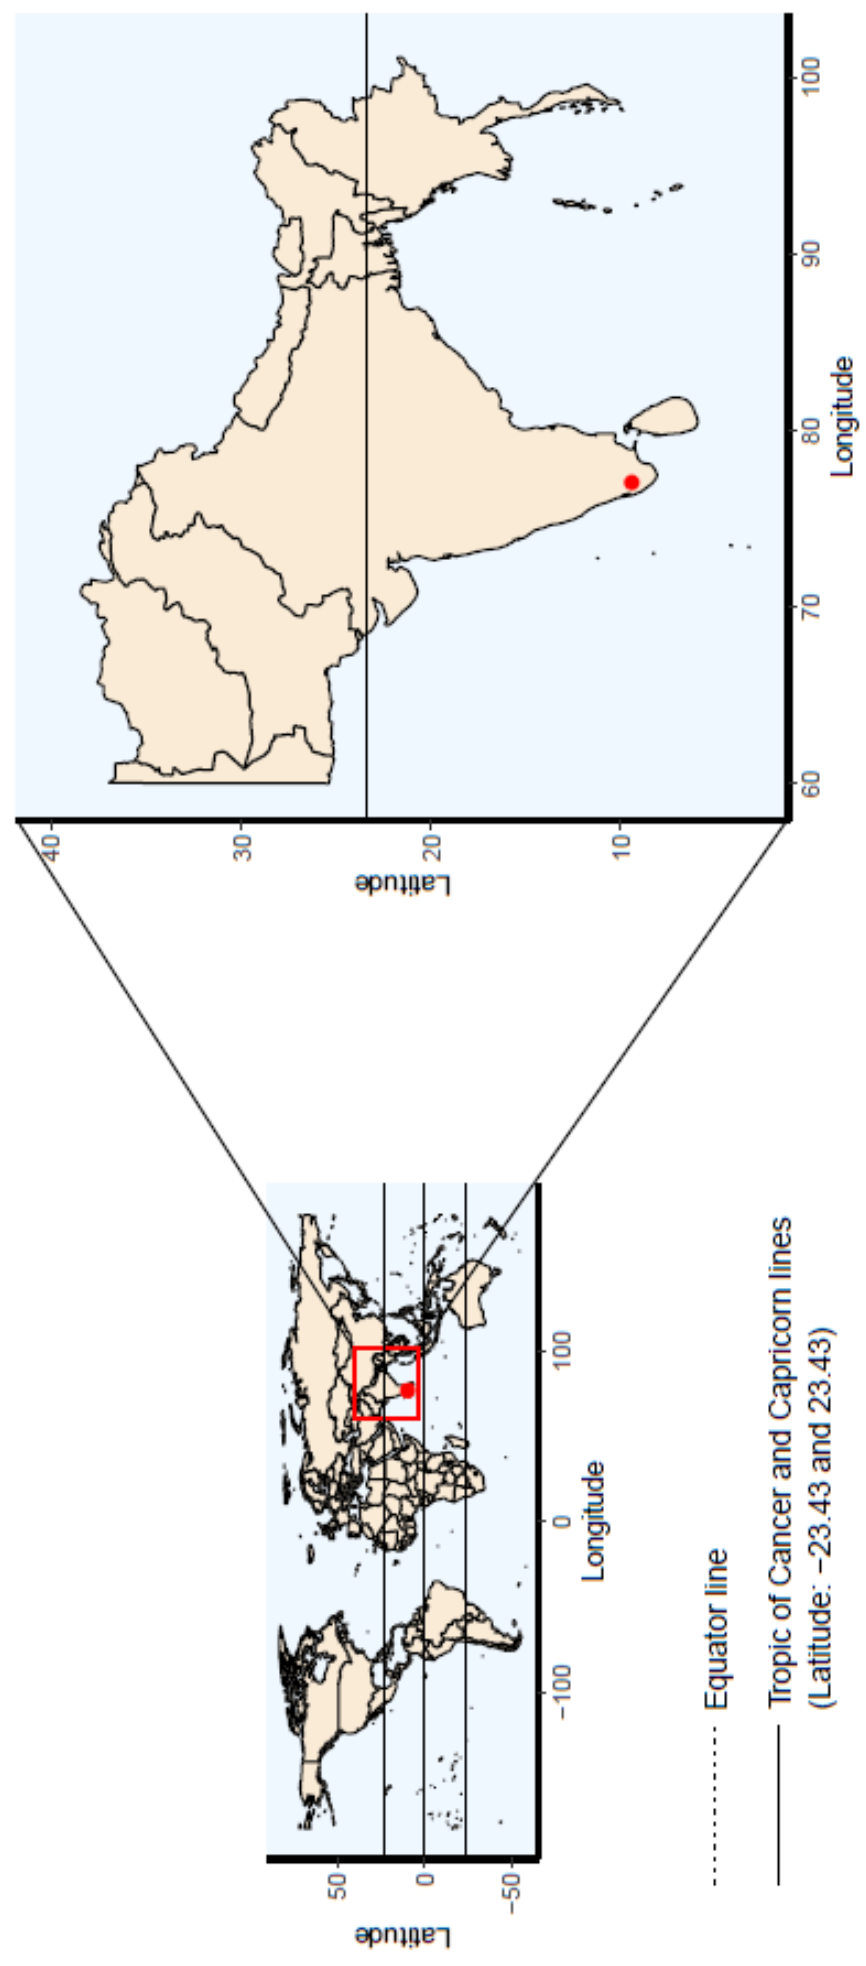 50
0
−50
Latitude
−100
0
100
Longitude
Equator line
Tropic of Cancer and Capricorn lines
(Latitude: −23.43 and 23.43)
40
30
20
10
Latitude
60
70
80
90
100
Longitude